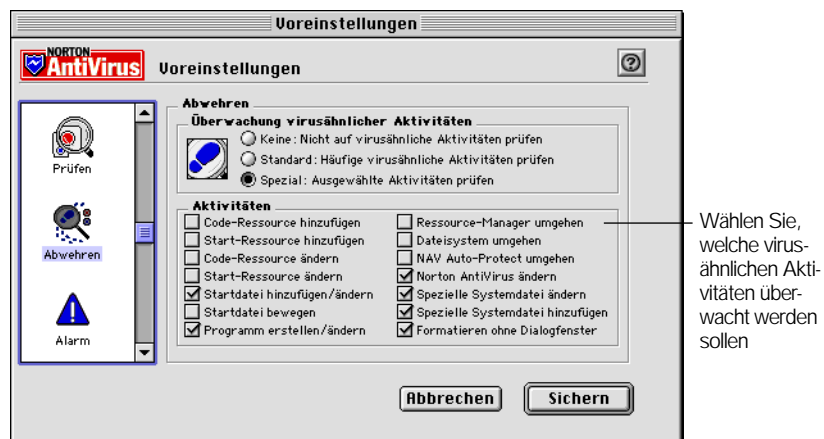 Voreinstellungen
NORTON
AntiVirus
Voreinstellungen
?
Prüfen
Abwehren
Alarm
Abwehren
Überwachung virusähnlicher Aktivitäten
Keine: Nicht auf virusähnliche Aktivitäten prüfen
Standard: Häufige virusähnliche Aktivitäten prüfen
Spezial: Ausgewählte Aktivitäten prüfen
Aktivitäten
Code-Ressource hinzufügen
Start-Ressource hinzufügen
Code-Ressource ändern
Start-Ressource ändern
Startdatei hinzufügen/ändern
Startdatei bewegen
Programm erstellen/ändern
Ressource-Manager umgehen
Dateisystem umgehen
NAV Auto-Protect umgehen
Norton AntiVirus ändern
Spezielle Systemdatei ändern
Spezielle Systemdatei hinzufügen
Formatieren ohne Dialogfenster
Abbrechen
Sichern
Wählen Sie,
welche virus-
ähnlichen Akti-
vitäten über-
wacht werden
sollen